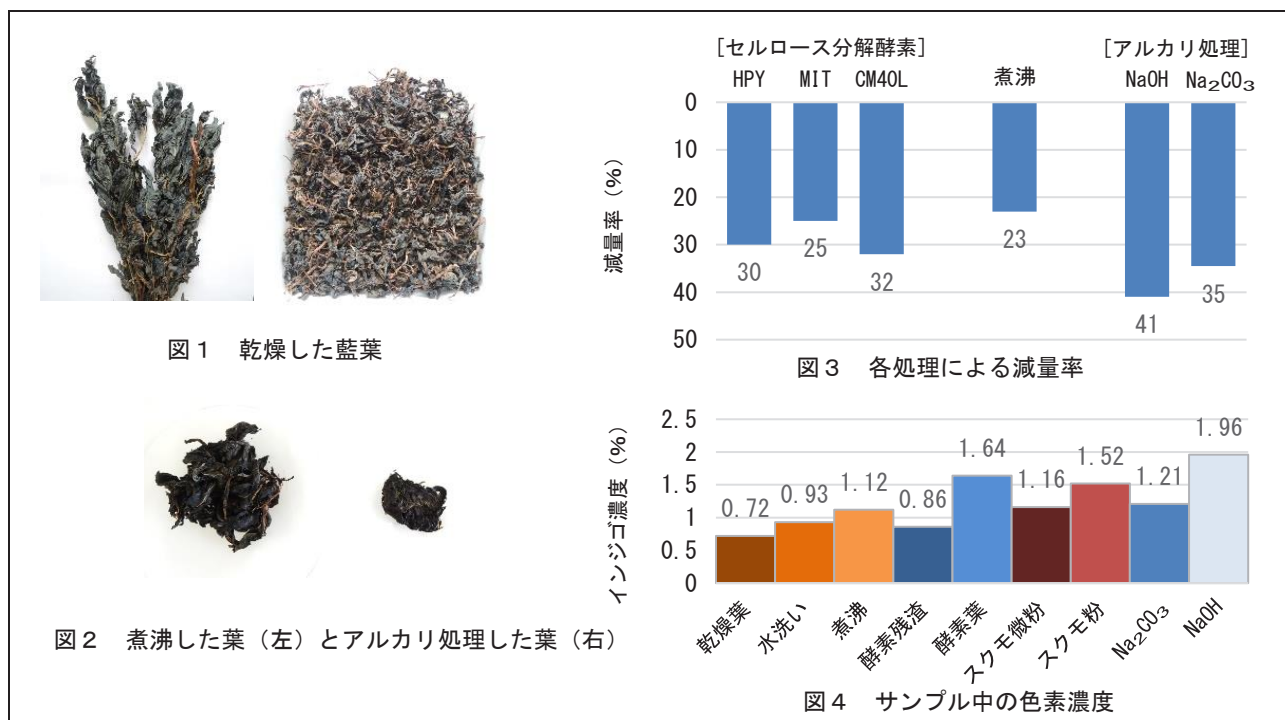 図１　乾燥した藍葉
図２　煮沸した葉（左）とアルカリ処理した葉（右）
[セルロース分解酵素] [アルカリ処理]
HPY MIT CM40L 煮沸 NaOH Na₂CO₃
減量率（%）
0
10
20
30
40
50
30 25 32 23 41 35
図３　各処理による減量率
インジゴ濃度（%）
2.5
2
1.5
1
0.5
0
0.72 0.93 1.12 0.86 1.64 1.16 1.52 1.21 1.96
乾燥葉 水洗い 煮沸 酵素残渣 酵素葉 スクモ微粉 スクモ粉 Na₂CO₃ NaOH
図４　サンプル中の色素濃度